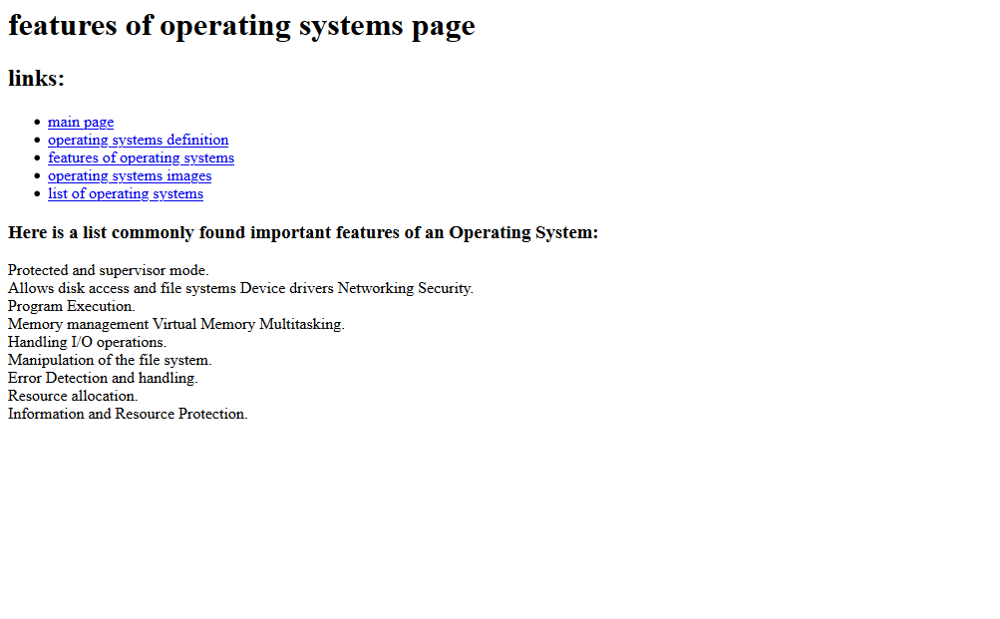 features of operating systems page
links:
main page
operating systems definition
features of operating systems
operating systems images
list of operating systems
Here is a list commonly found important features of an Operating System:
Protected and supervisor mode.
Allows disk access and file systems Device drivers Networking Security.
Program Execution.
Memory management Virtual Memory Multitasking.
Handling I/O operations.
Manipulation of the file system.
Error Detection and handling.
Resource allocation.
Information and Resource Protection.